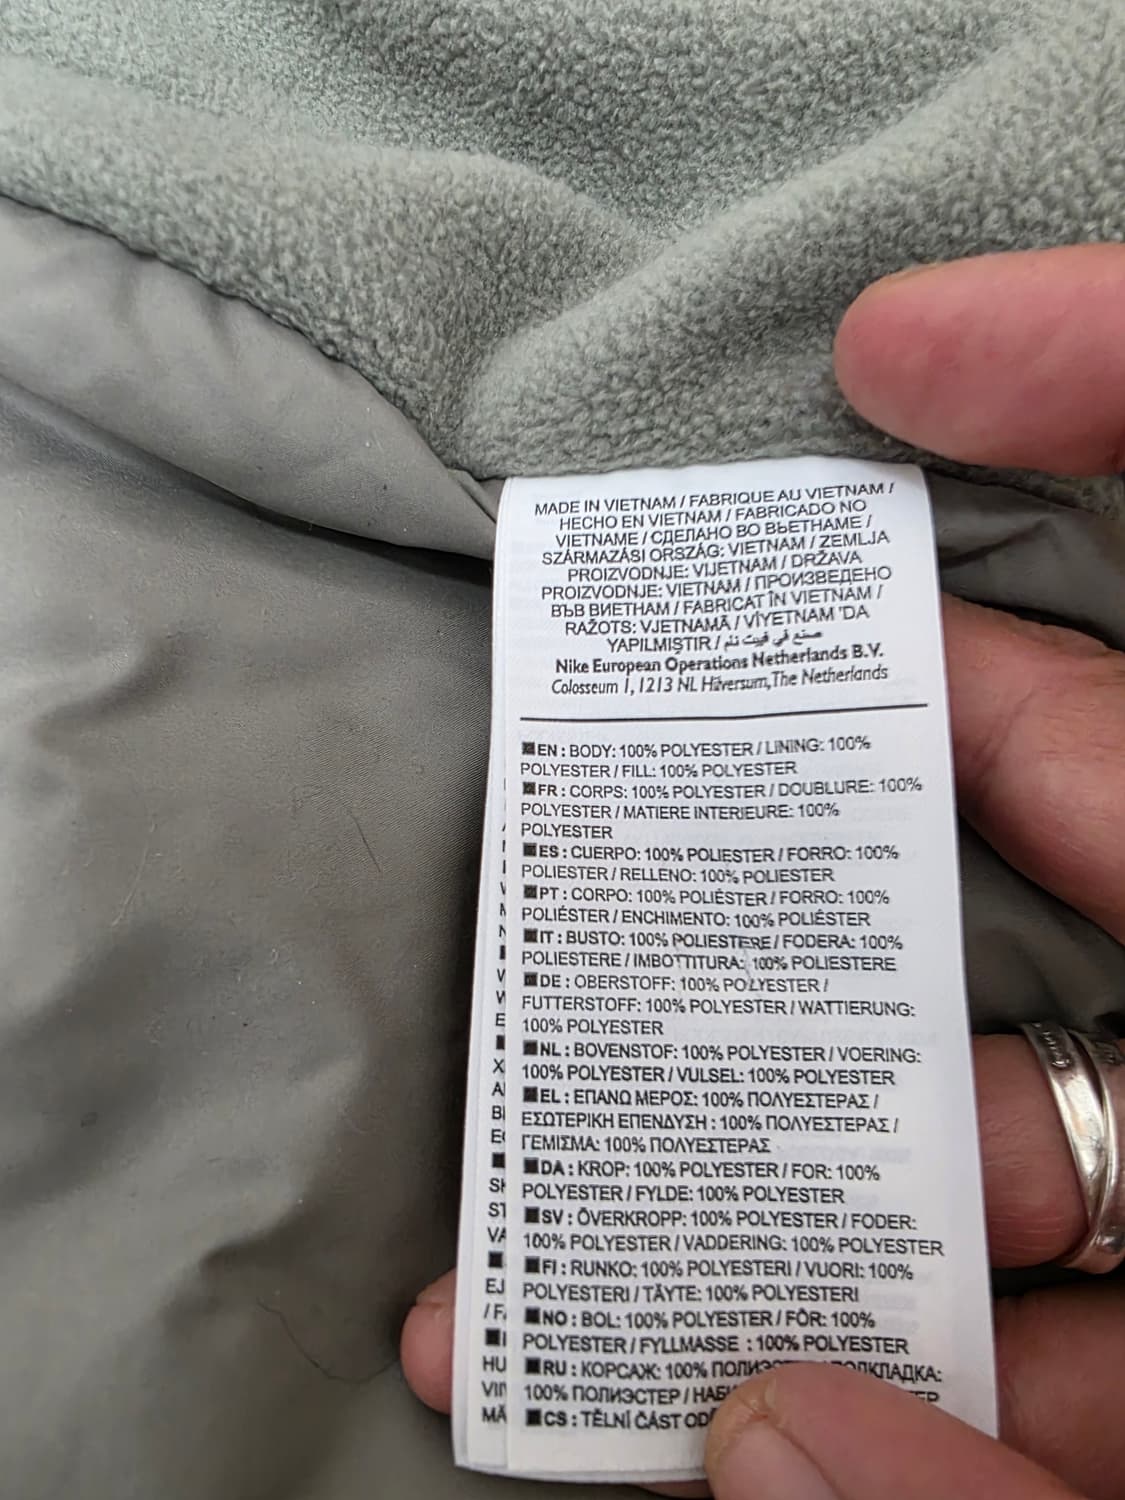 MADE IN VIETNAM / FABRIQUE AU VIETNAM /
HECHO EN VIETNAM / FABRICADO NO
VIETNAME / СДЕЛАНО ВО ВЬЕТНАМЕ /
SZÁRMAZÁSI ORSZÁG: VIETNAM / ZEMLJA
PROIZVODNJE: VIJETNAM / DRŽAVA
PROIZVODNJE: VIETNAM / ПРОИЗВЕДЕНО
ВЪВ ВИЕТНАМ / FABRICAT ÎN VIETNAM /
RAŽOTS: VJETNAMĀ / VİYETNAM 'DA
YAPILMIŞTIR / صنع في فييت نام
Nike European Operations Netherlands B.V.
Colosseum 1, 1213 NL Hilversum, The Netherlands
EN : BODY: 100% POLYESTER / LINING: 100%
POLYESTER / FILL: 100% POLYESTER
FR : CORPS: 100% POLYESTER / DOUBLURE: 100%
POLYESTER / MATIERE INTERIEURE: 100%
POLYESTER
ES : CUERPO: 100% POLIESTER / FORRO: 100%
POLIESTER / RELLENO: 100% POLIESTER
PT : CORPO: 100% POLIÉSTER / FORRO: 100%
POLIÉSTER / ENCHIMENTO: 100% POLIÉSTER
IT : BUSTO: 100% POLIESTERE / FODERA: 100%
POLIESTERE / IMBOTTITURA: 100% POLIESTERE
DE : OBERSTOFF: 100% POLYESTER /
FUTTERSTOFF: 100% POLYESTER / WATTIERUNG:
100% POLYESTER
NL : BOVENSTOF: 100% POLYESTER / VOERING:
100% POLYESTER / VULSEL: 100% POLYESTER
EL : ΕΠΑΝΩ ΜΕΡΟΣ: 100% ΠΟΛΥΕΣΤΕΡΑΣ /
ΕΣΩΤΕΡΙΚΗ ΕΠΕΝΔΥΣΗ : 100% ΠΟΛΥΕΣΤΕΡΑΣ /
ΓΕΜΙΣΜΑ: 100% ΠΟΛΥΕΣΤΕΡΑΣ
DA : KROP: 100% POLYESTER / FOR: 100%
POLYESTER / FYLDE: 100% POLYESTER
SV : ÖVERKROPP: 100% POLYESTER / FODER:
100% POLYESTER / VADDERING: 100% POLYESTER
FI : RUNKO: 100% POLYESTERI / VUORI: 100%
POLYESTERI / TÄYTE: 100% POLYESTERI
NO : BOL: 100% POLYESTER / FÔR: 100%
POLYESTER / FYLLMASSE : 100% POLYESTER
RU : КОРСАЖ: 100%
100% ПОЛИЭСТЕР /
CS : TĚLNÍ ČÁST